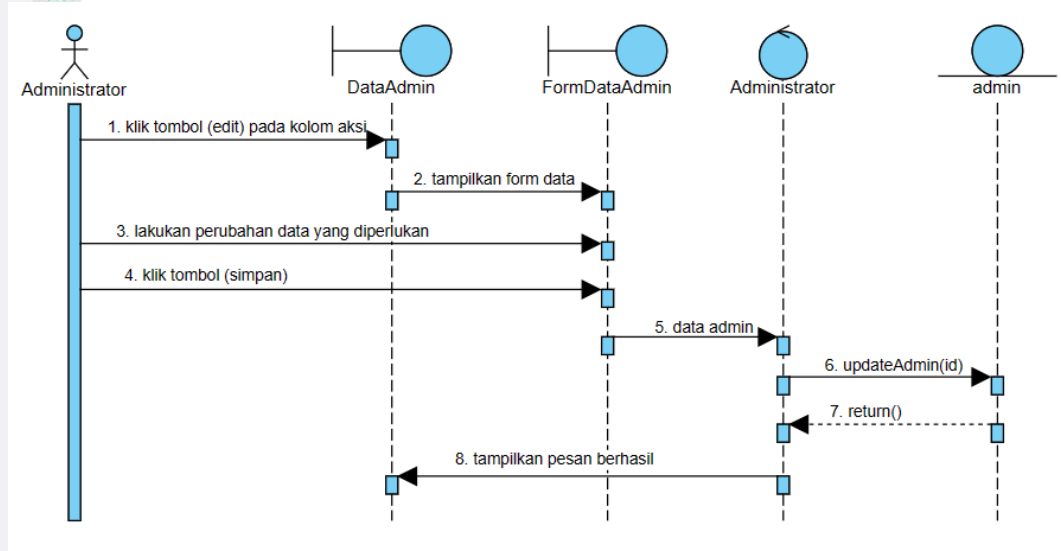 Administrator
DataAdmin
FormDataAdmin
Administrator
admin
1. klik tombol (edit) pada kolom aksi
2. tampilkan form data
3. lakukan perubahan data yang diperlukan
4. klik tombol (simpan)
5. data admin
6. updateAdmin(id)
7. return()
8. tampilkan pesan berhasil